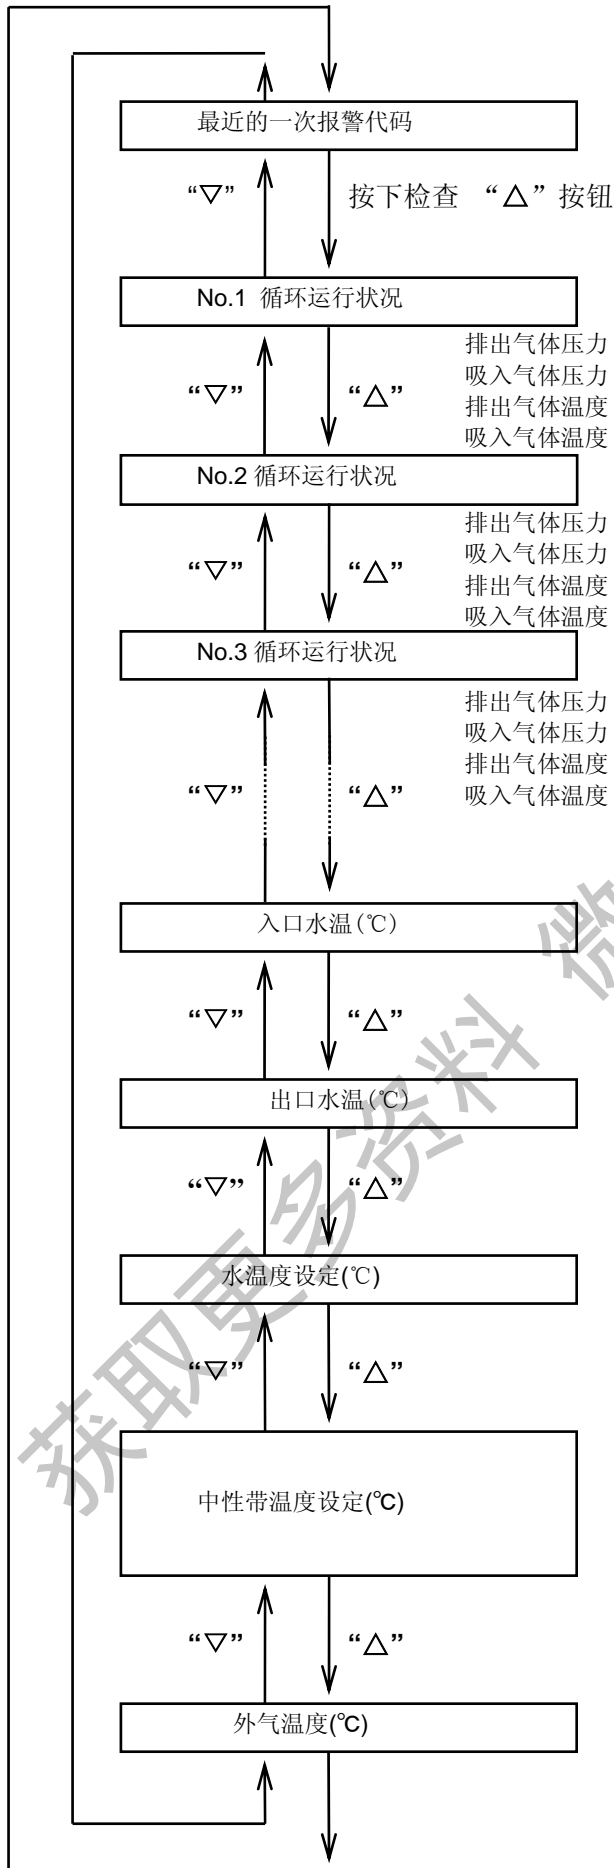 最近的一次报警代码
“▽”
按下检查 “△”按钮
No.1 循环运行状况
排出气体压力
吸入气体压力
排出气体温度
吸入气体温度
“▽” “△”
No.2 循环运行状况
排出气体压力
吸入气体压力
排出气体温度
吸入气体温度
“▽” “△”
No.3 循环运行状况
排出气体压力
吸入气体压力
排出气体温度
吸入气体温度
“▽” “△”
入口水温(℃)
“▽” “△”
出口水温(℃)
“▽” “△”
水温度设定(℃)
“▽” “△”
中性带温度设定(℃)
“▽” “△”
外气温度(℃)
获取更多资料 微